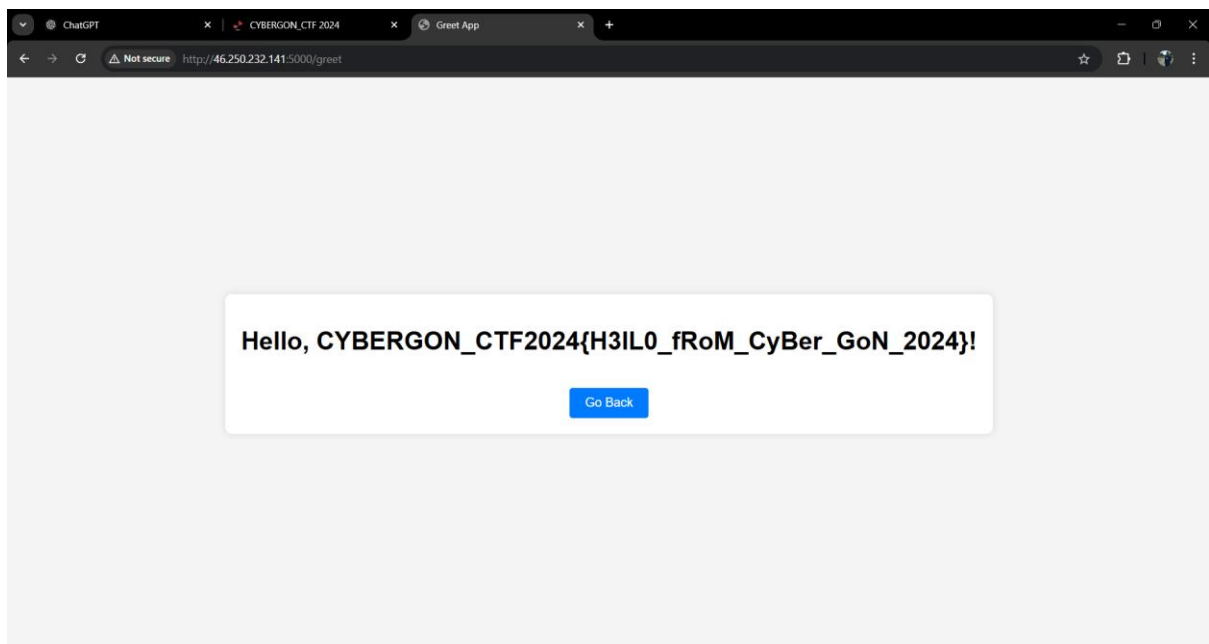 ChatGPT
CYBERGON_CTF 2024
Greet App
Not secure
http://46.250.232.141:5000/greet
Hello, CYBERGON_CTF2024{H3lL0_fRoM_CyBer_GoN_2024}!
Go Back